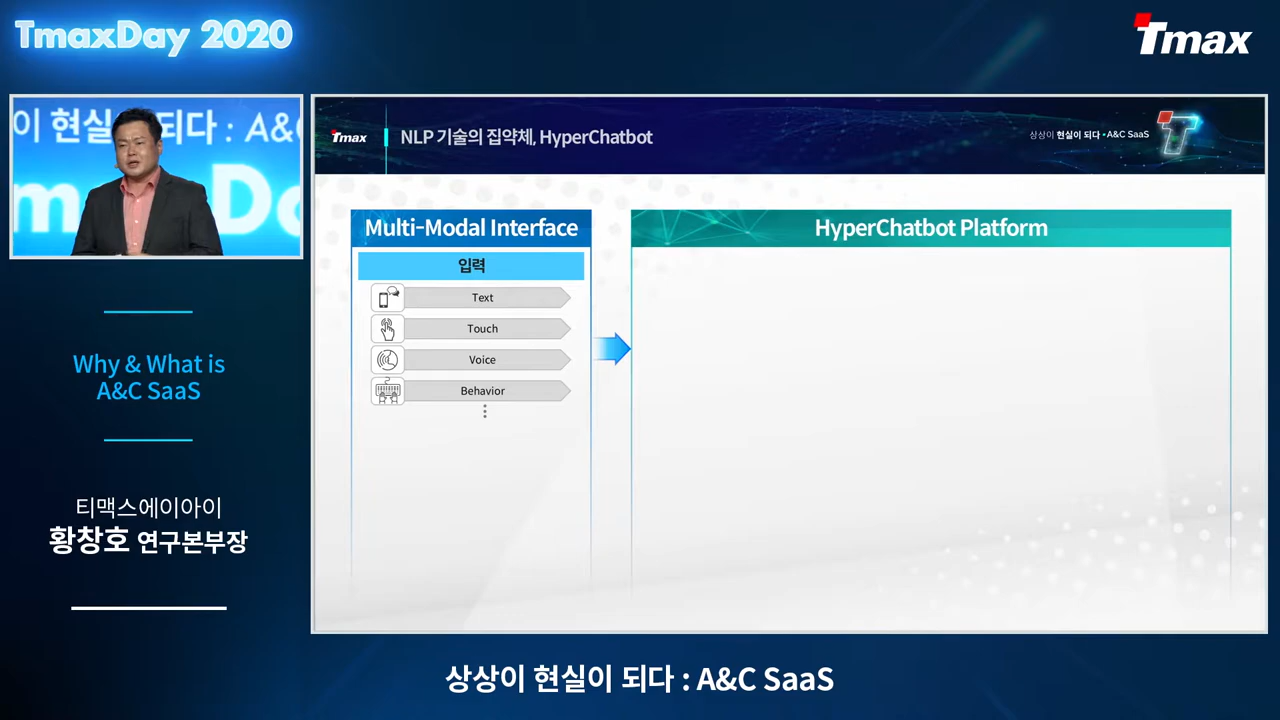 TmaxDay 2020
Tmax
이 현실 되다 : A&
Tmax
NLP 기술의 집약체, HyperChatbot
상상이 현실이 되다 • A&C SaaS
Multi-Modal Interface
HyperChatbot Platform
입력
Text
Touch
Voice
Behavior
Why & What is
A&C SaaS
티맥스에이아이
황창호 연구본부장
상상이 현실이 되다 : A&C SaaS